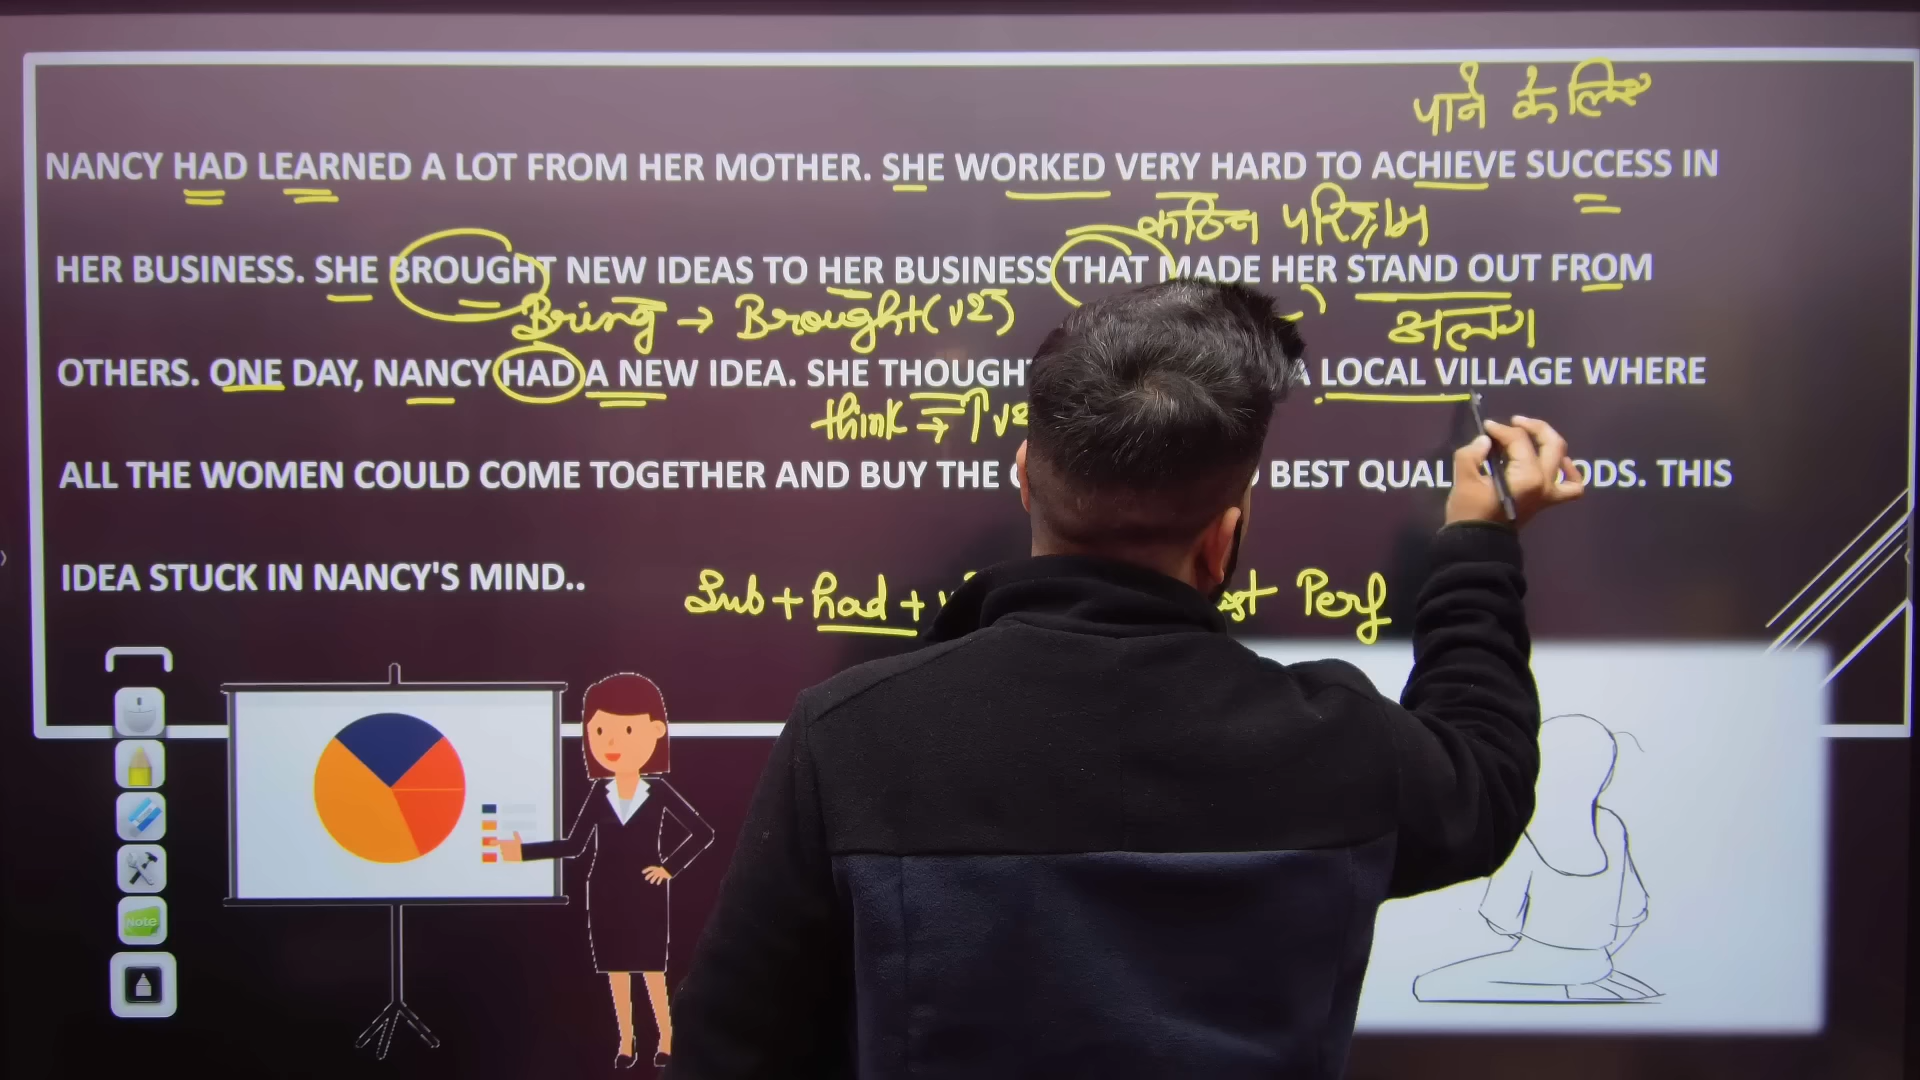 पाने के लिए
NANCY HAD LEARNED A LOT FROM HER MOTHER. SHE WORKED VERY HARD TO ACHIEVE SUCCESS IN
कठिन परिश्रम
HER BUSINESS. SHE BROUGHT NEW IDEAS TO HER BUSINESS THAT MADE HER STAND OUT FROM
Bring → Brought (v2)
अलग
OTHERS. ONE DAY, NANCY HAD A NEW IDEA. SHE THOUGHT LOCAL VILLAGE WHERE
think →
ALL THE WOMEN COULD COME TOGETHER AND BUY THE BEST THIS
IDEA STUCK IN NANCY'S MIND..
Sub + had + Perf
Note